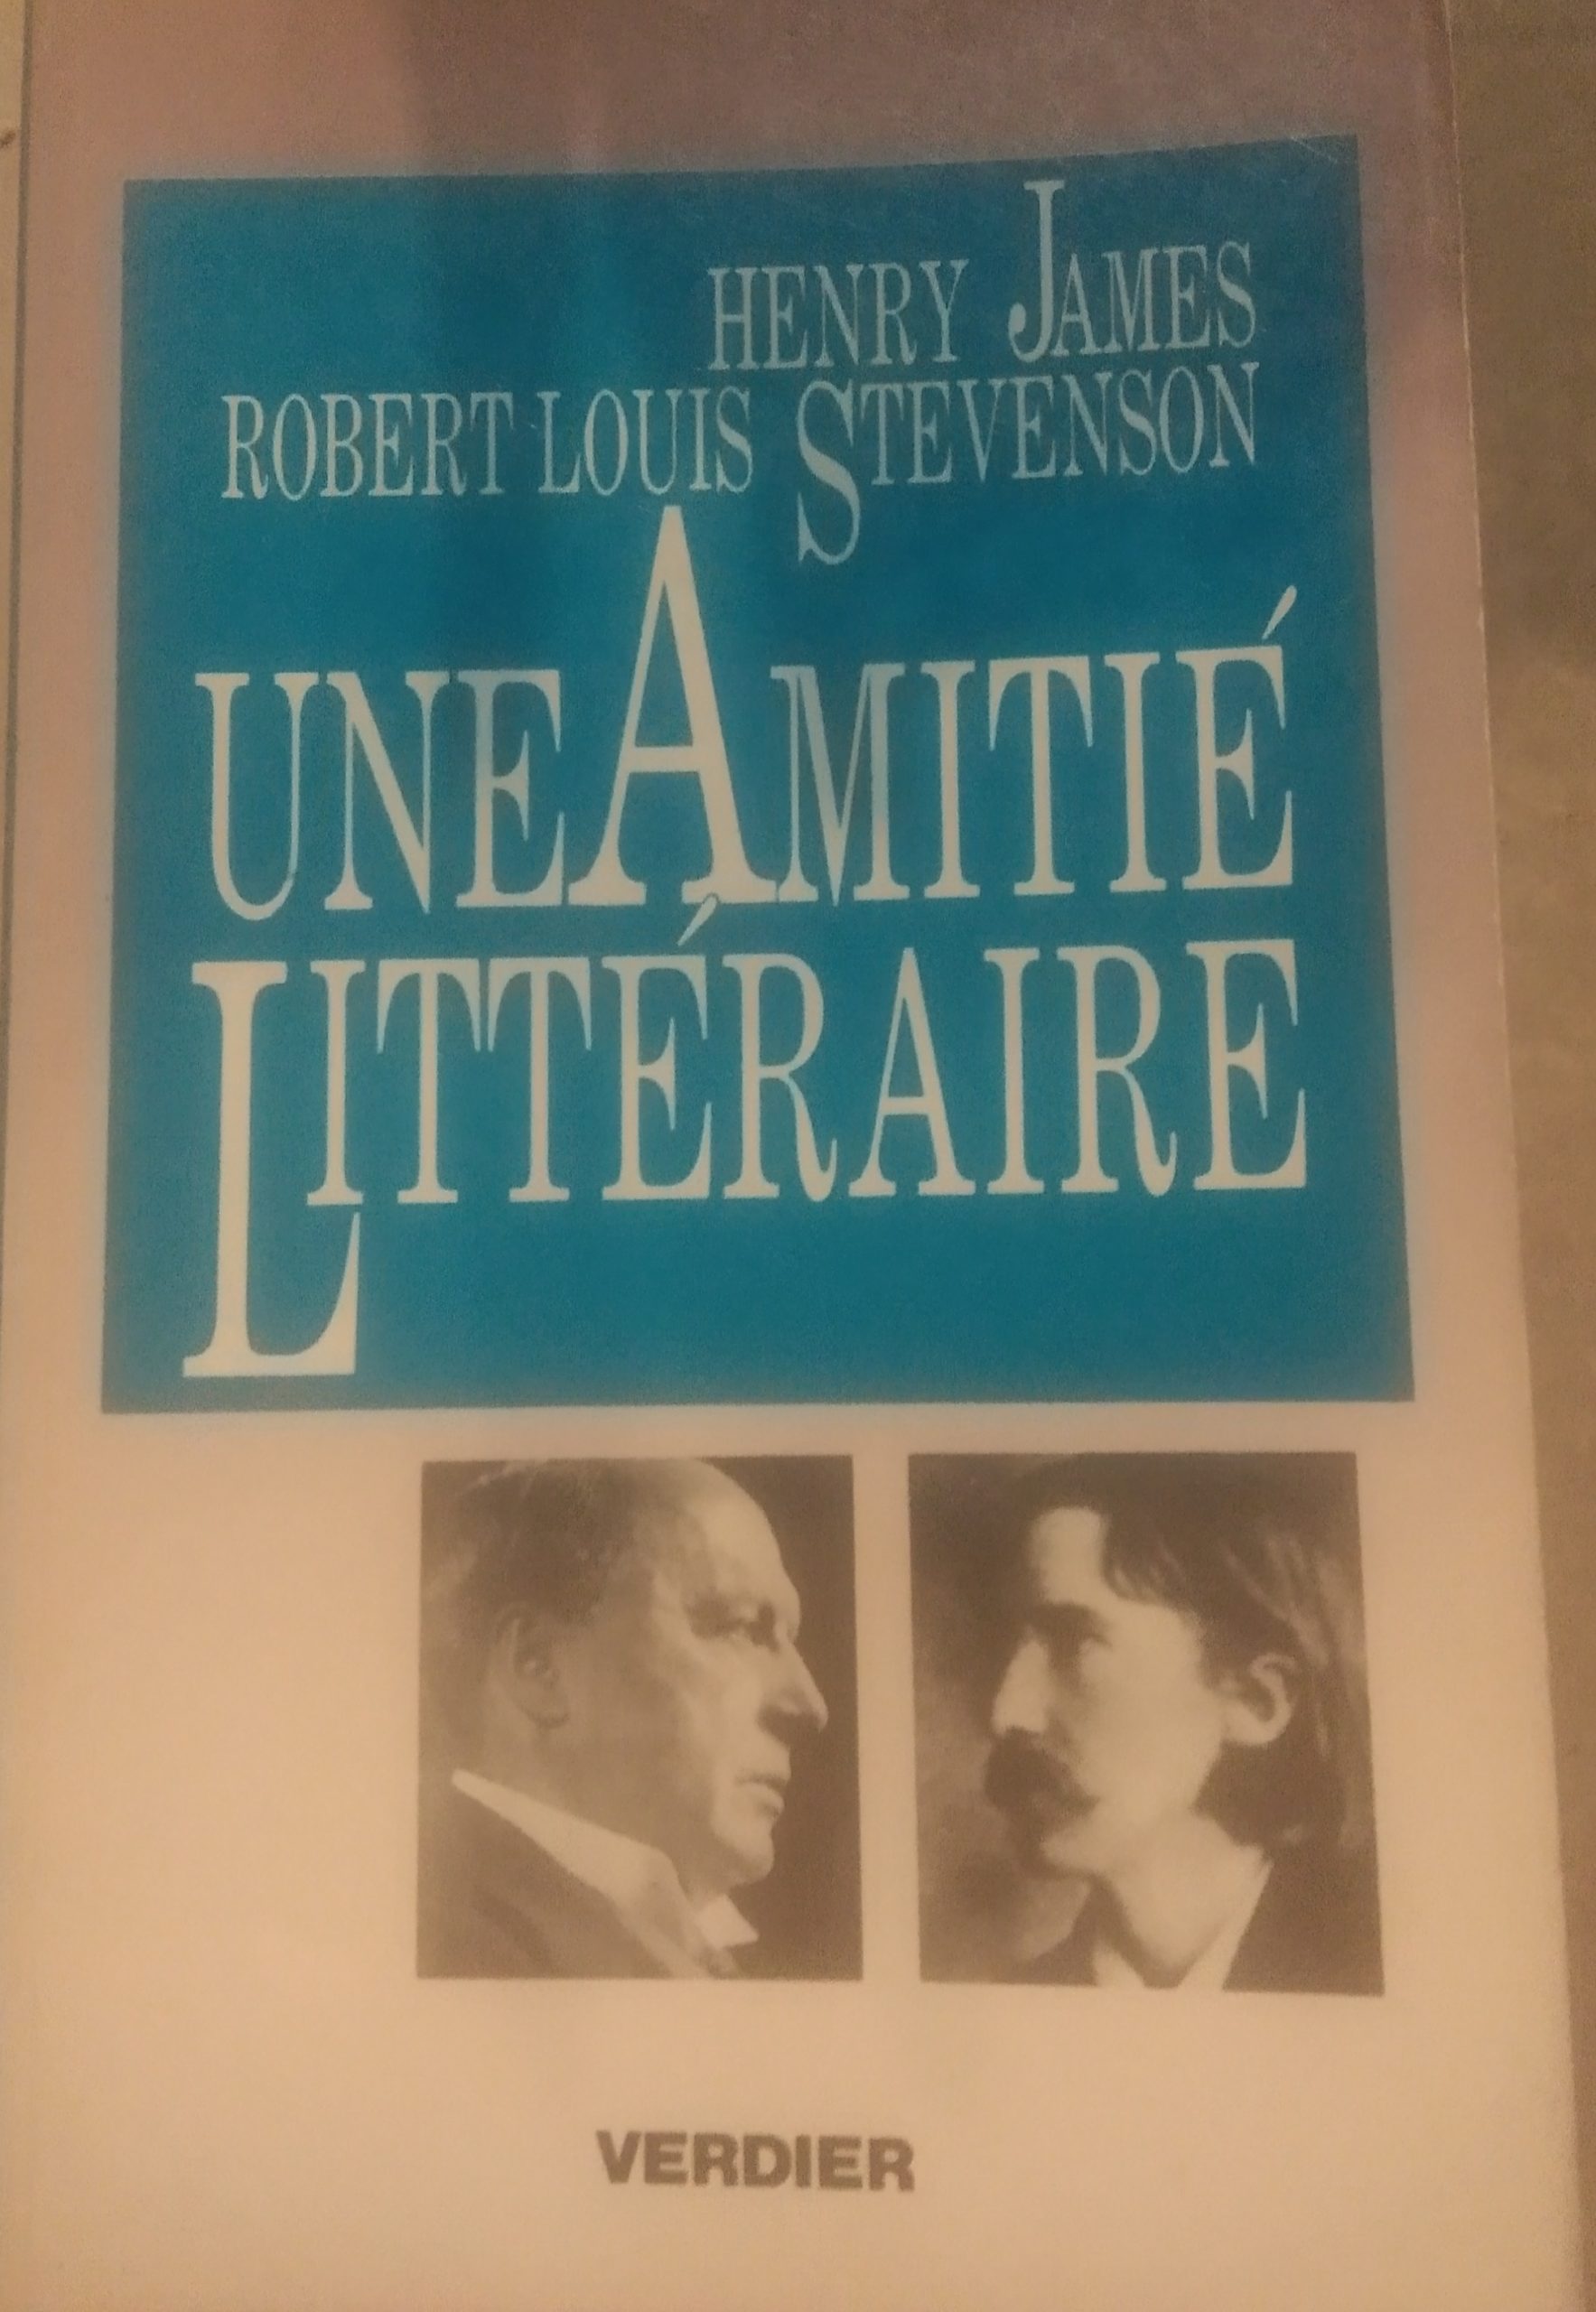 HENRY JAMES
ROBERT LOUIS STEVENSON
UNE AMITIÉ
LITTÉRAIRE
VERDIER